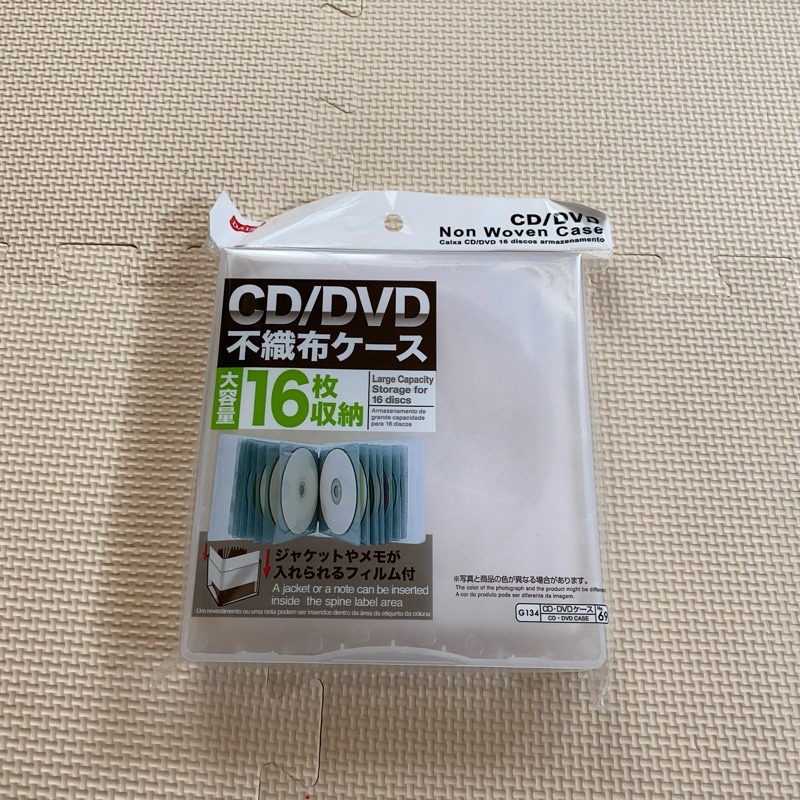 CD/DVD
Non Woven Case
Caixa CD/DVD 16 discos armazenamento
CD/DVD
不織布ケース
大容量
16枚収納
Large Capacity
Storage for
16 discs
Armazenamento de
grande capacidade
para 16 discos
ジャケットやメモが
入れられるフィルム付
A jacket or a note can be inserted
inside the spine label area
Um revestimento ou uma nota podem ser inseridos dentro da área da etiqueta da coluna
※写真と商品の色が異なる場合があります。
The color of the photograph and the product might be different
A cor do produto pode ser diferente da imagem.
G134
CD・DVDケース
CD・DVD CASE
No.
69